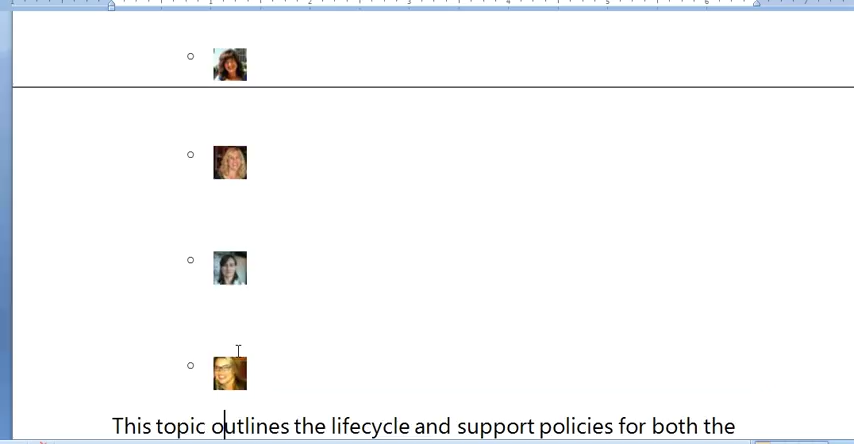 This topic outlines the lifecycle and support policies for both the